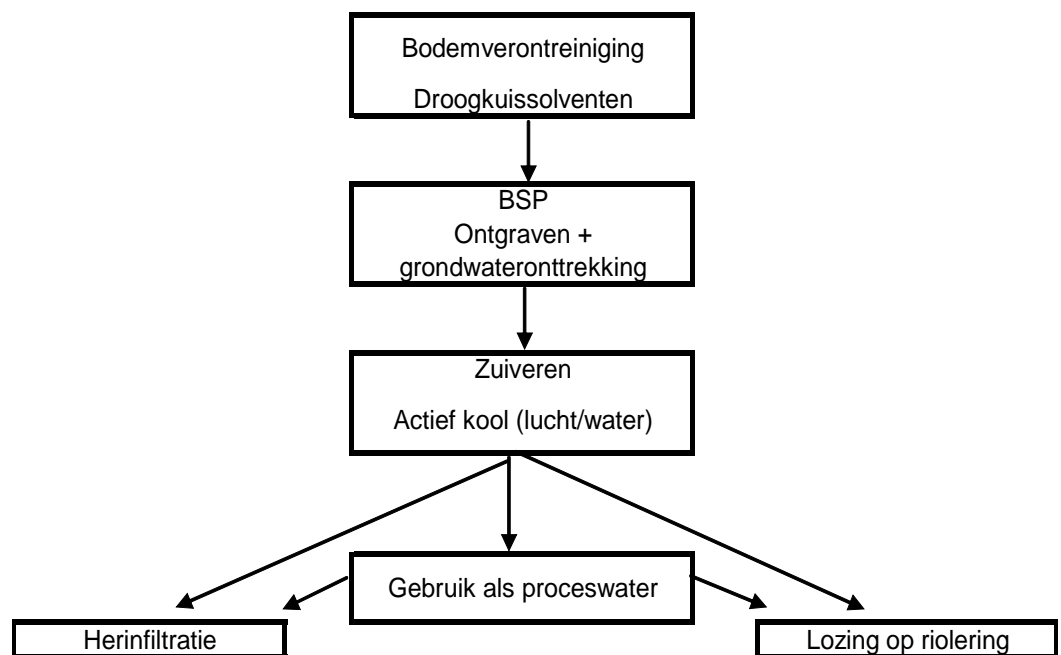 Bodemverontreiniging
Droogkuissolventen
BSP
Ontgraven +
grondwateronttrekking
Zuiveren
Actief kool (lucht/water)
Gebruik als proceswater
Herinfiltratie
Lozing op riolering